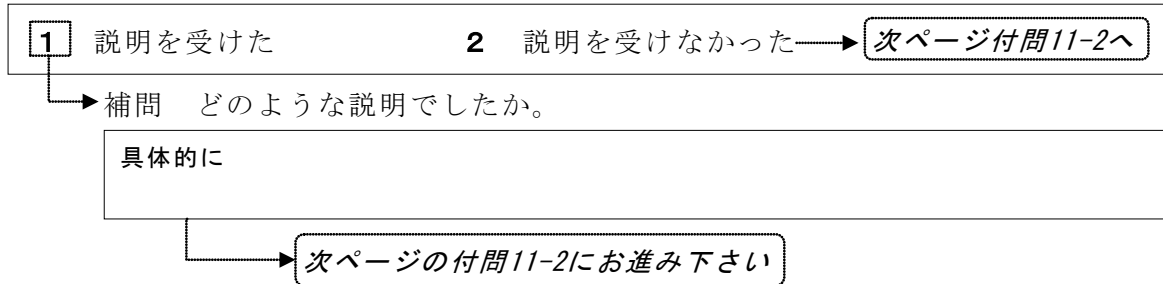 1 説明を受けた 2 説明を受けなかった 次ページ付問11-2へ
補問 どのような説明でしたか。
具体的に
次ページの付問11-2にお進み下さい